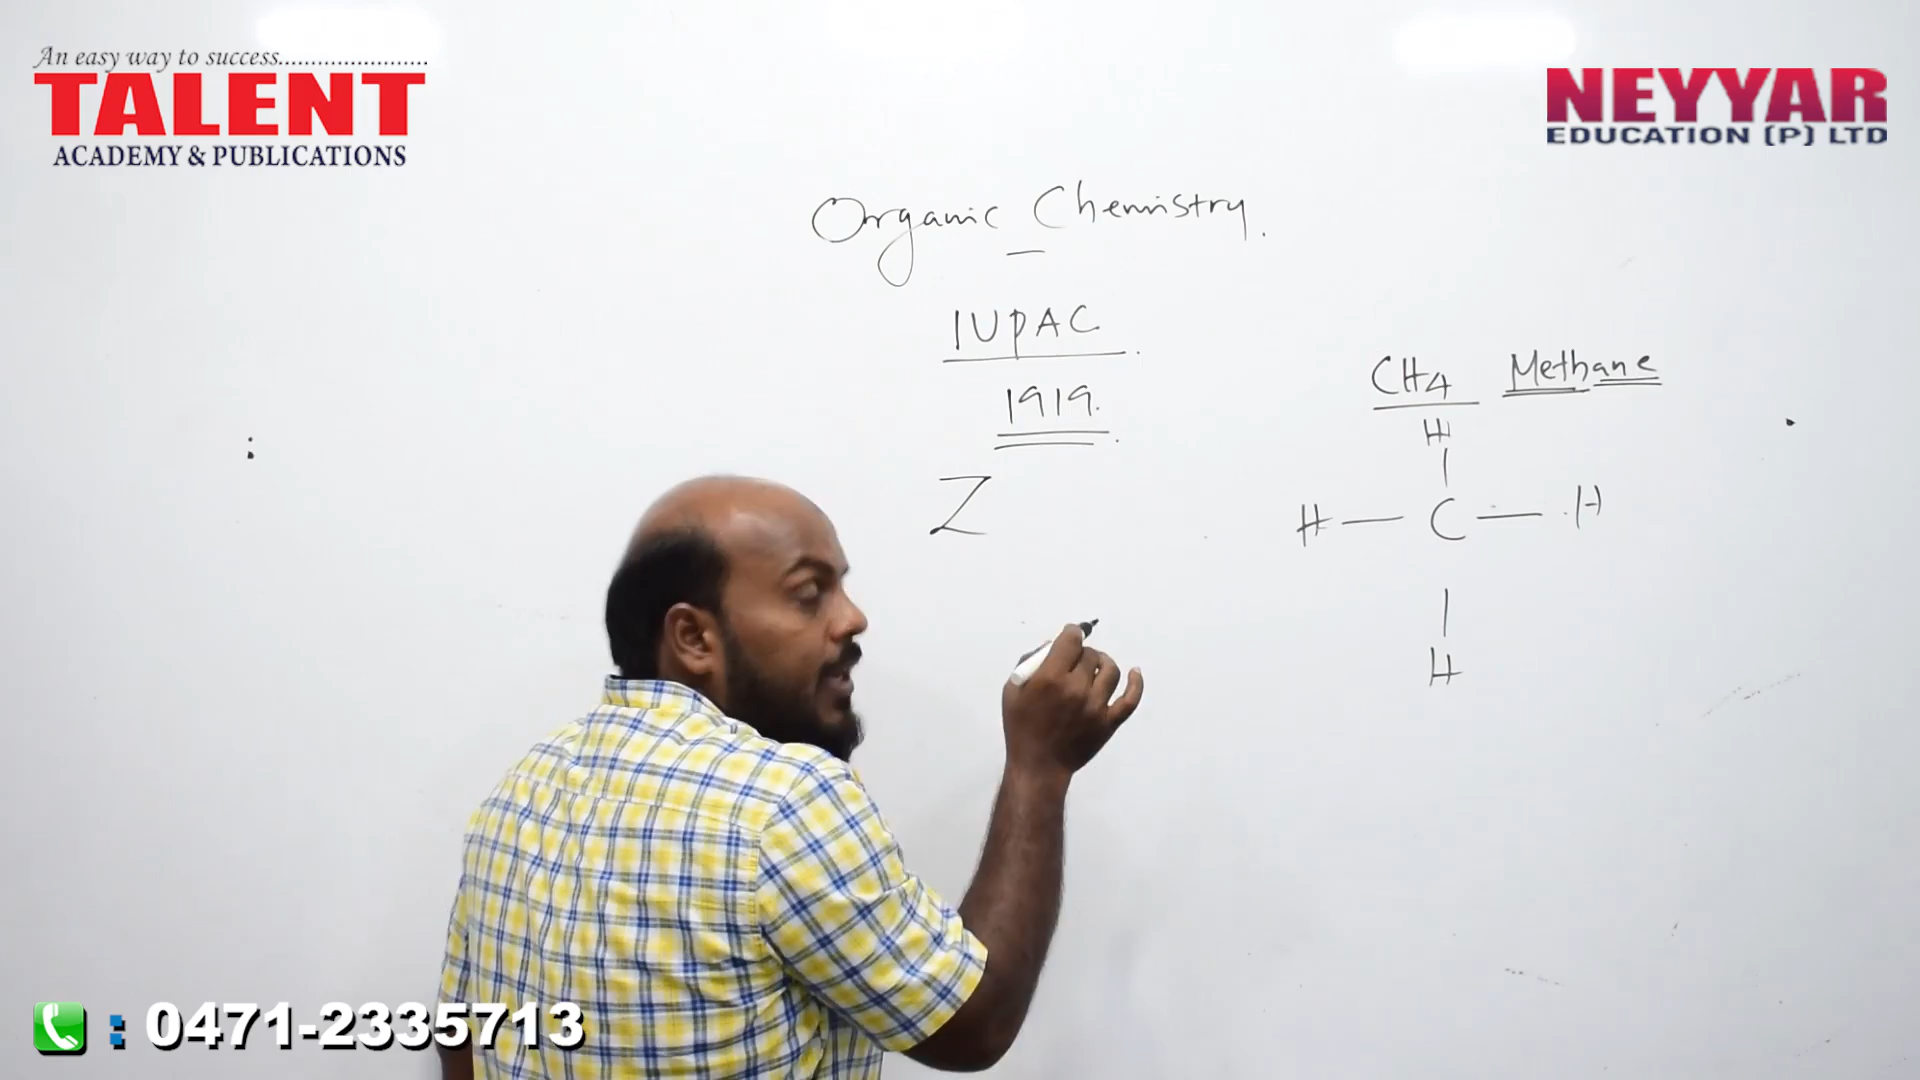 An easy way to success.......................
TALENT
ACADEMY & PUBLICATIONS
NEYYAR
EDUCATION (P) LTD
Organic Chemistry.
IUPAC
1919.
Z
CH4 Methane
H
H — C — H
H
: 0471-2335713